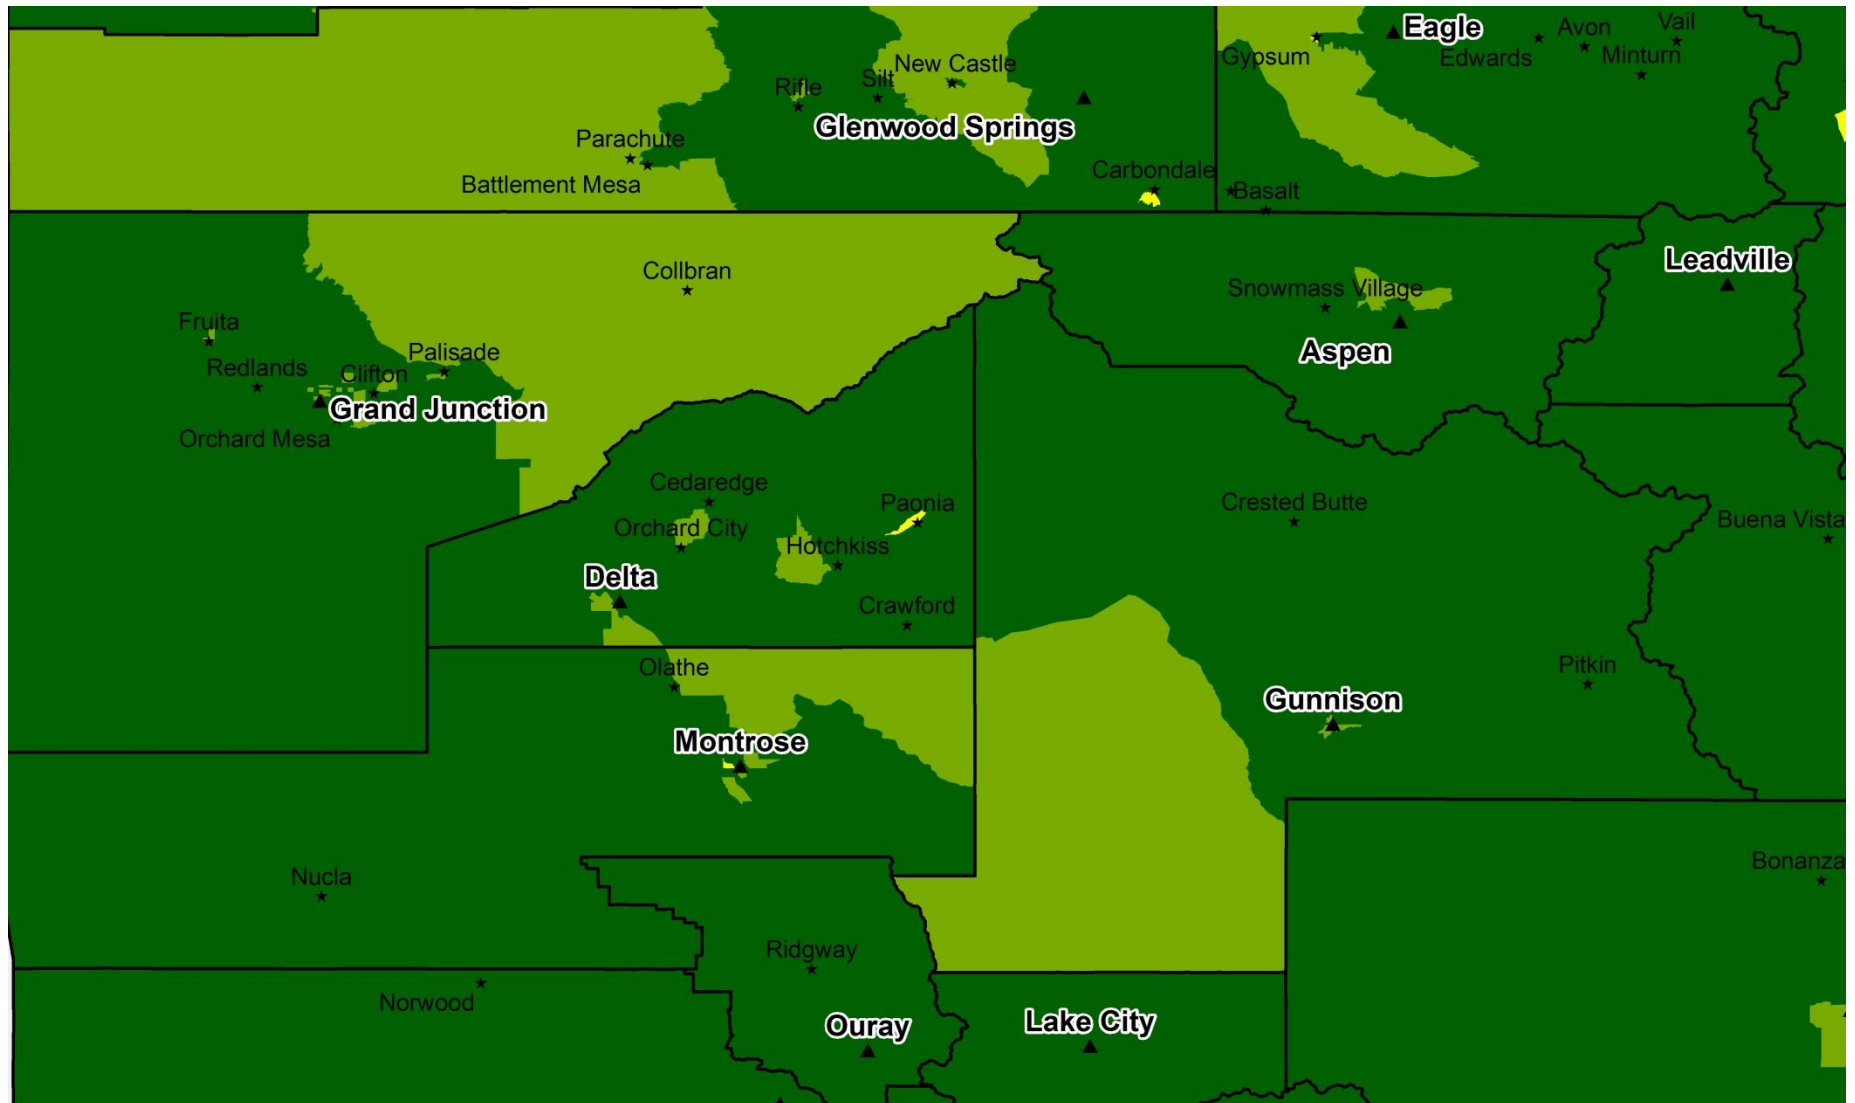 Eagle
Avon
Vail
Gypsum
Edwards
Minturn
New Castle
Silt
Rifle
Glenwood Springs
Parachute
Battlement Mesa
Carbondale
Basalt
Collbran
Leadville
Snowmass Village
Aspen
Fruita
Redlands
Clifton
Palisade
Grand Junction
Orchard Mesa
Cedaredge
Orchard City
Paonia
Hotchkiss
Crested Butte
Buena Vista
Delta
Crawford
Olathe
Pitkin
Gunnison
Montrose
Nucla
Bonanza
Ridgway
Norwood
Ouray
Lake City